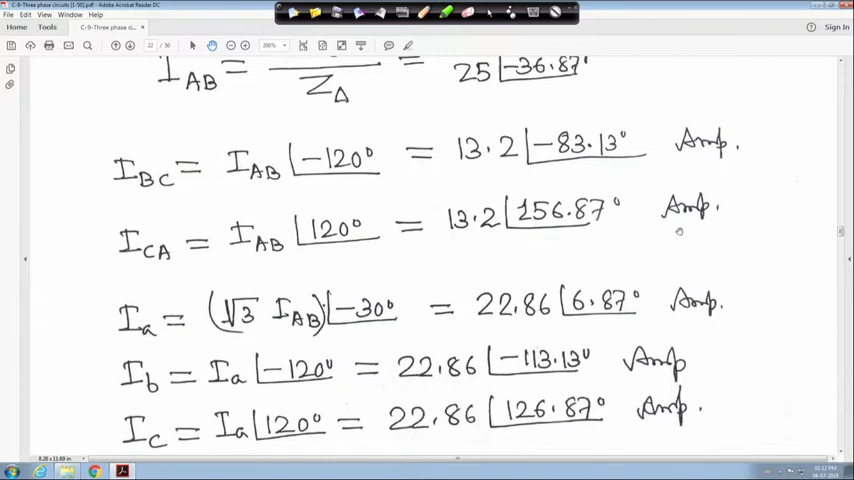 C-9-Three phase circuits [1-50].pdf - Adobe Acrobat Reader DC
File Edit View Window Help
Home Tools C-9-Three phase ci... × Sign In
22 / 50 200%
I_AB = ――― = ―――
Z_Δ 25 ∠-36.87°
I_BC = I_AB ∠-120° = 13.2 ∠-83.13° Amp.
I_CA = I_AB ∠120° = 13.2 ∠156.87° Amp.
I_a = (√3 I_AB) ∠-30° = 22.86 ∠6.87° Amp.
I_b = I_a ∠-120° = 22.86 ∠-113.13° Amp
I_c = I_a ∠120° = 22.86 ∠126.87° Amp.
8.26 x 11.69 in